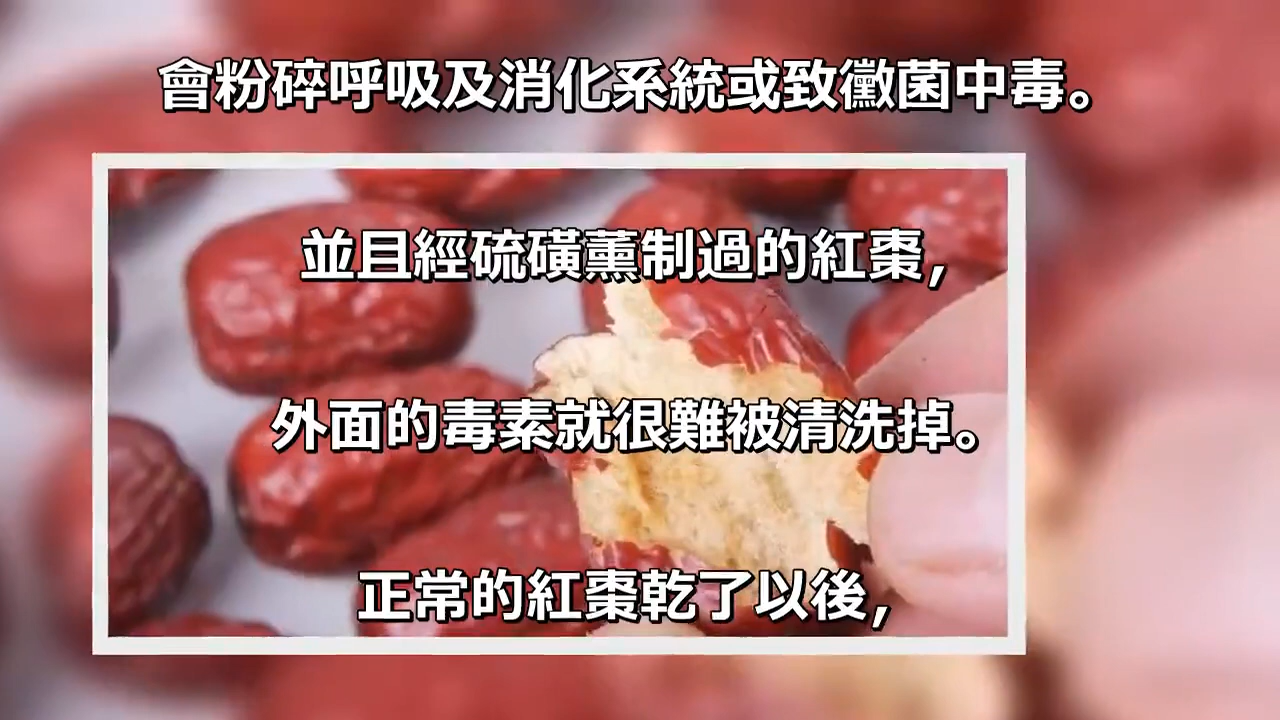 會粉碎呼吸及消化系統或致黴菌中毒。
並且經硫磺薰制過的紅棗，
外面的毒素就很難被清洗掉。
正常的紅棗乾了以後，